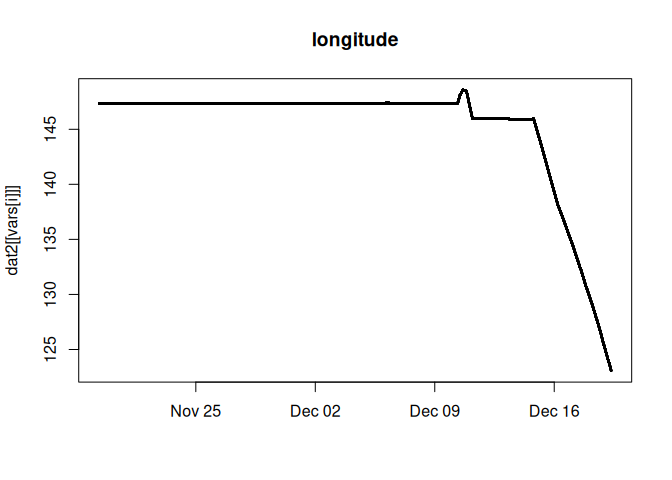 longitude
dat2[[vars[i]]]
145
140
135
130
125
Nov 25
Dec 02
Dec 09
Dec 16